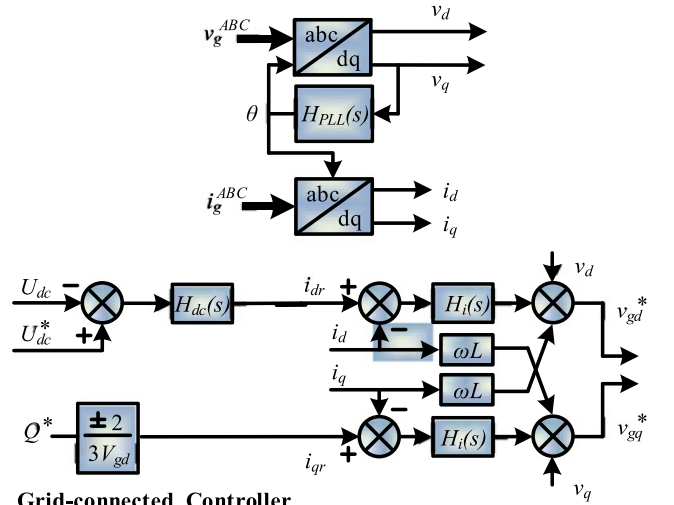 v_g^ABC
abc
dq
v_d
v_q
θ
H_PLL(s)
i_g^ABC
abc
dq
i_d
i_q
U_dc
−
H_dc(s)
i_dr
+
H_i(s)
v_d
v_gd*
U_dc*
+
i_d
−
ωL
i_q
ωL
Q*
± 2
3V_gd
i_qr
−
+
H_i(s)
v_gq*
v_q
Grid-connected Controller